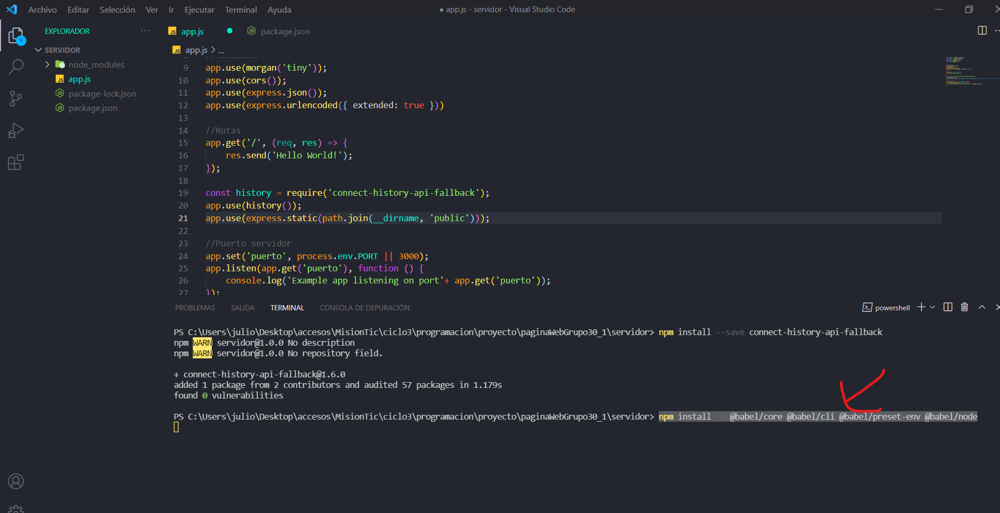 Archivo Editar Selección Ver Ir Ejecutar Terminal Ayuda
● app.js - servidor - Visual Studio Code
EXPLORADOR
1
SERVIDOR
node_modules
JS app.js
package-lock.json
package.json
JS app.js
package.json
JS app.js > ...
//Middleware
9 app.use(morgan('tiny'));
10 app.use(cors());
11 app.use(express.json());
12 app.use(express.urlencoded({ extended: true }))
13
14 //Rutas
15 app.get('/', (req, res) => {
16 res.send('Hello World!');
17 });
18
19 const history = require('connect-history-api-fallback');
20 app.use(history());
21 app.use(express.static(path.join(__dirname, 'public')));
22
23 //Puerto servidor
24 app.set('puerto', process.env.PORT || 3000);
25 app.listen(app.get('puerto'), function () {
26 console.log('Example app listening on port'+ app.get('puerto'));
27 });
PROBLEMAS SALIDA TERMINAL CONSOLA DE DEPURACIÓN
powershell
PS C:\Users\julio\Desktop\accesos\MisionTic\ciclo3\programacion\proyecto\paginaWebGrupo30_1\servidor> npm install --save connect-history-api-fallback
npm WARN servidor@1.0.0 No description
npm WARN servidor@1.0.0 No repository field.
+ connect-history-api-fallback@1.6.0
added 1 package from 2 contributors and audited 57 packages in 1.179s
found 0 vulnerabilities
PS C:\Users\julio\Desktop\accesos\MisionTic\ciclo3\programacion\proyecto\paginaWebGrupo30_1\servidor> npm install -D @babel/core @babel/cli @babel/preset-env @babel/node